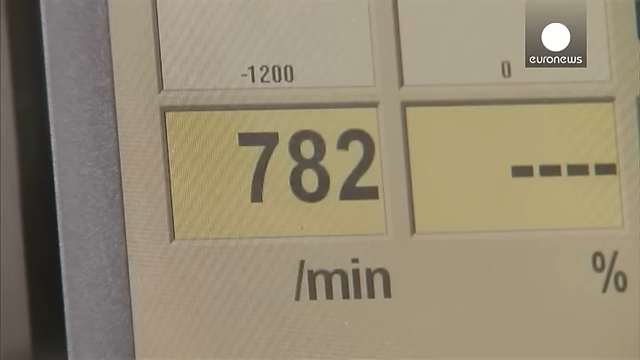 euronews
-1200 0
782 ----
/min %